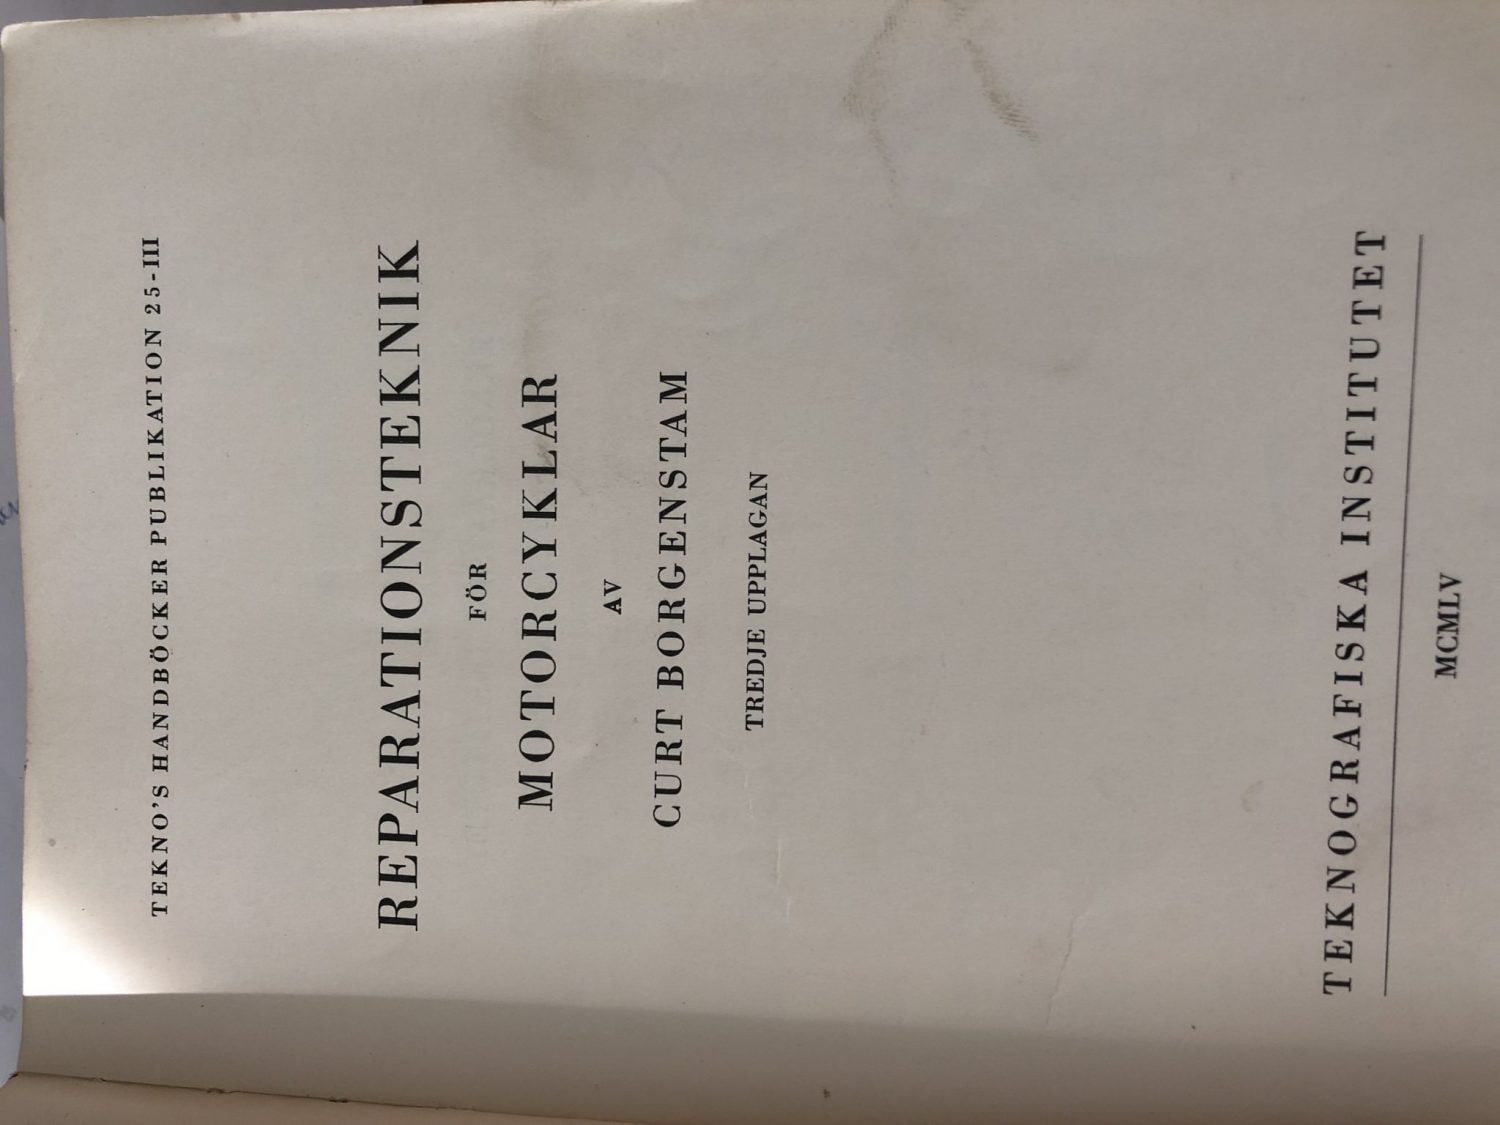 TEKNO'S HANDBÖCKER PUBLIKATION 25-III
REPARATIONSTEKNIK
FÖR
MOTORCYKLAR
AV
CURT BORGENSTAM
TREDJE UPPLAGAN
TEKNOGRAFISKA INSTITUTET
MCMLV